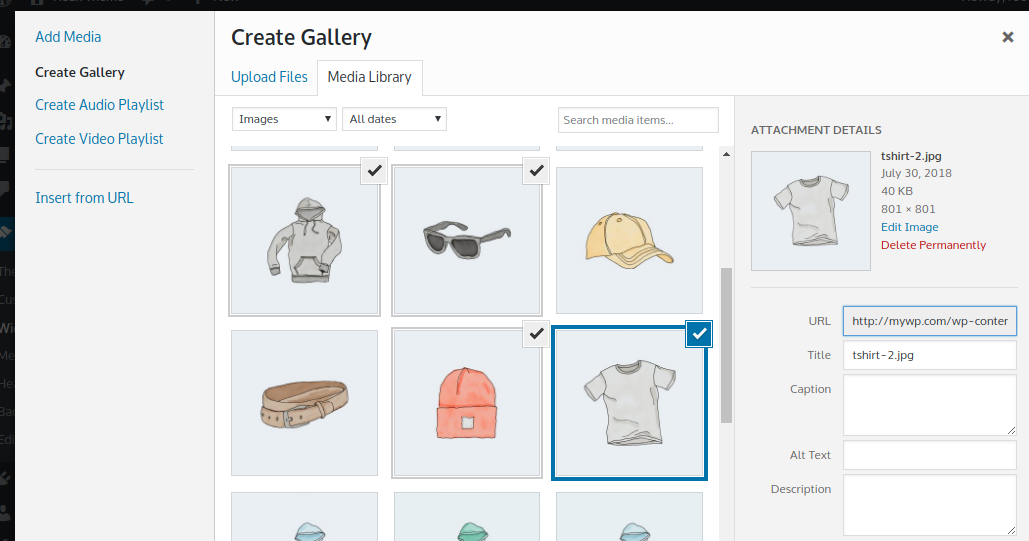 Add Media
Create Gallery
Create Audio Playlist
Create Video Playlist
Insert from URL
Create Gallery
Upload Files
Media Library
Images
All dates
Search media items...
ATTACHMENT DETAILS
tshirt-2.jpg
July 30, 2018
40 KB
801 × 801
Edit Image
Delete Permanently
URL
http://mywp.com/wp-conter
Title
tshirt-2.jpg
Caption
Alt Text
Description